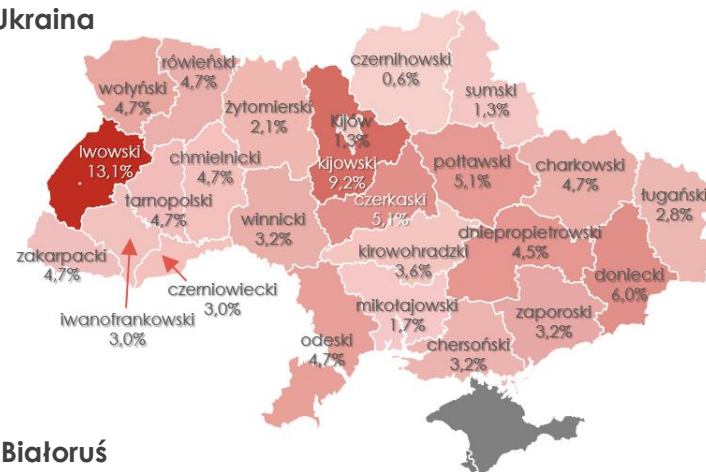 Ukraina
wołyński
4,7%
rówieński
4,7%
żytomierski
2,1%
czernihowski
0,6%
sumski
1,3%
Kijów
1,3%
kijowski
9,2%
lwowski
13,1%
chmielnicki
4,7%
tarnopolski
4,7%
winnicki
3,2%
czerkaski
5,1%
połtawski
5,1%
charkowski
4,7%
ługański
2,8%
zakarpacki
4,7%
iwanofrankowski
3,0%
czerniowiecki
3,0%
kirowohradzki
3,6%
dniepropietrowski
4,5%
doniecki
6,0%
odeski
4,7%
mikołajowski
1,7%
chersoński
3,2%
zaporoski
3,2%
Białoruś